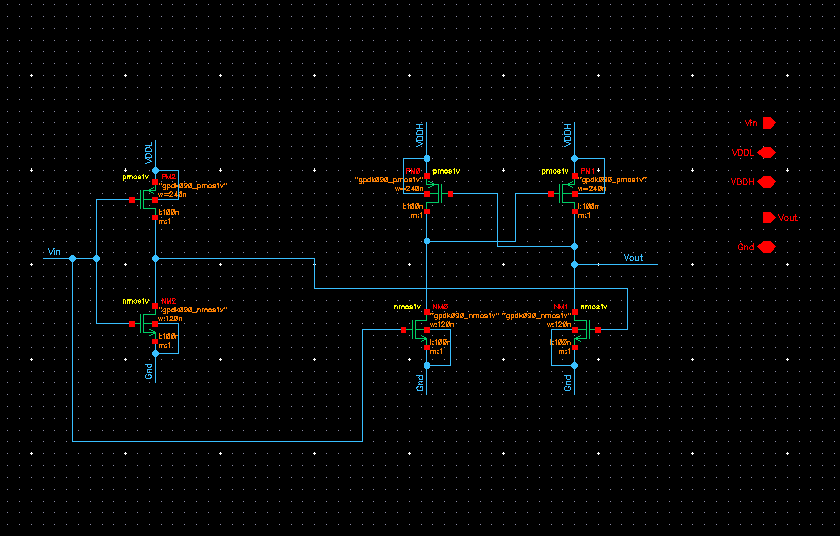 VDDL
pmos1v
PM2
"gpdk090_pmos1v"
w=240n
l:100n
m:1
Vin
nmos1v
NM2
"gpdk090_nmos1v"
w:120n
l:100n
m:1
Gnd
VDDH
PM0
pmos1v
"gpdk090_pmos1v"
w=240n
l:100n
m:1
VDDH
pmos1v
"gpdk090_pmos1v"
w=240n
l:100n
m:1
Vout
nmos1v
"gpdk090_nmos1v"
w:120n
l:100n
m:1
Gnd
NM1
nmos1v
"gpdk090_nmos1v"
w:120n
l:100n
m:1
Gnd
Vin
VDDL
VDDH
Vout
Gnd